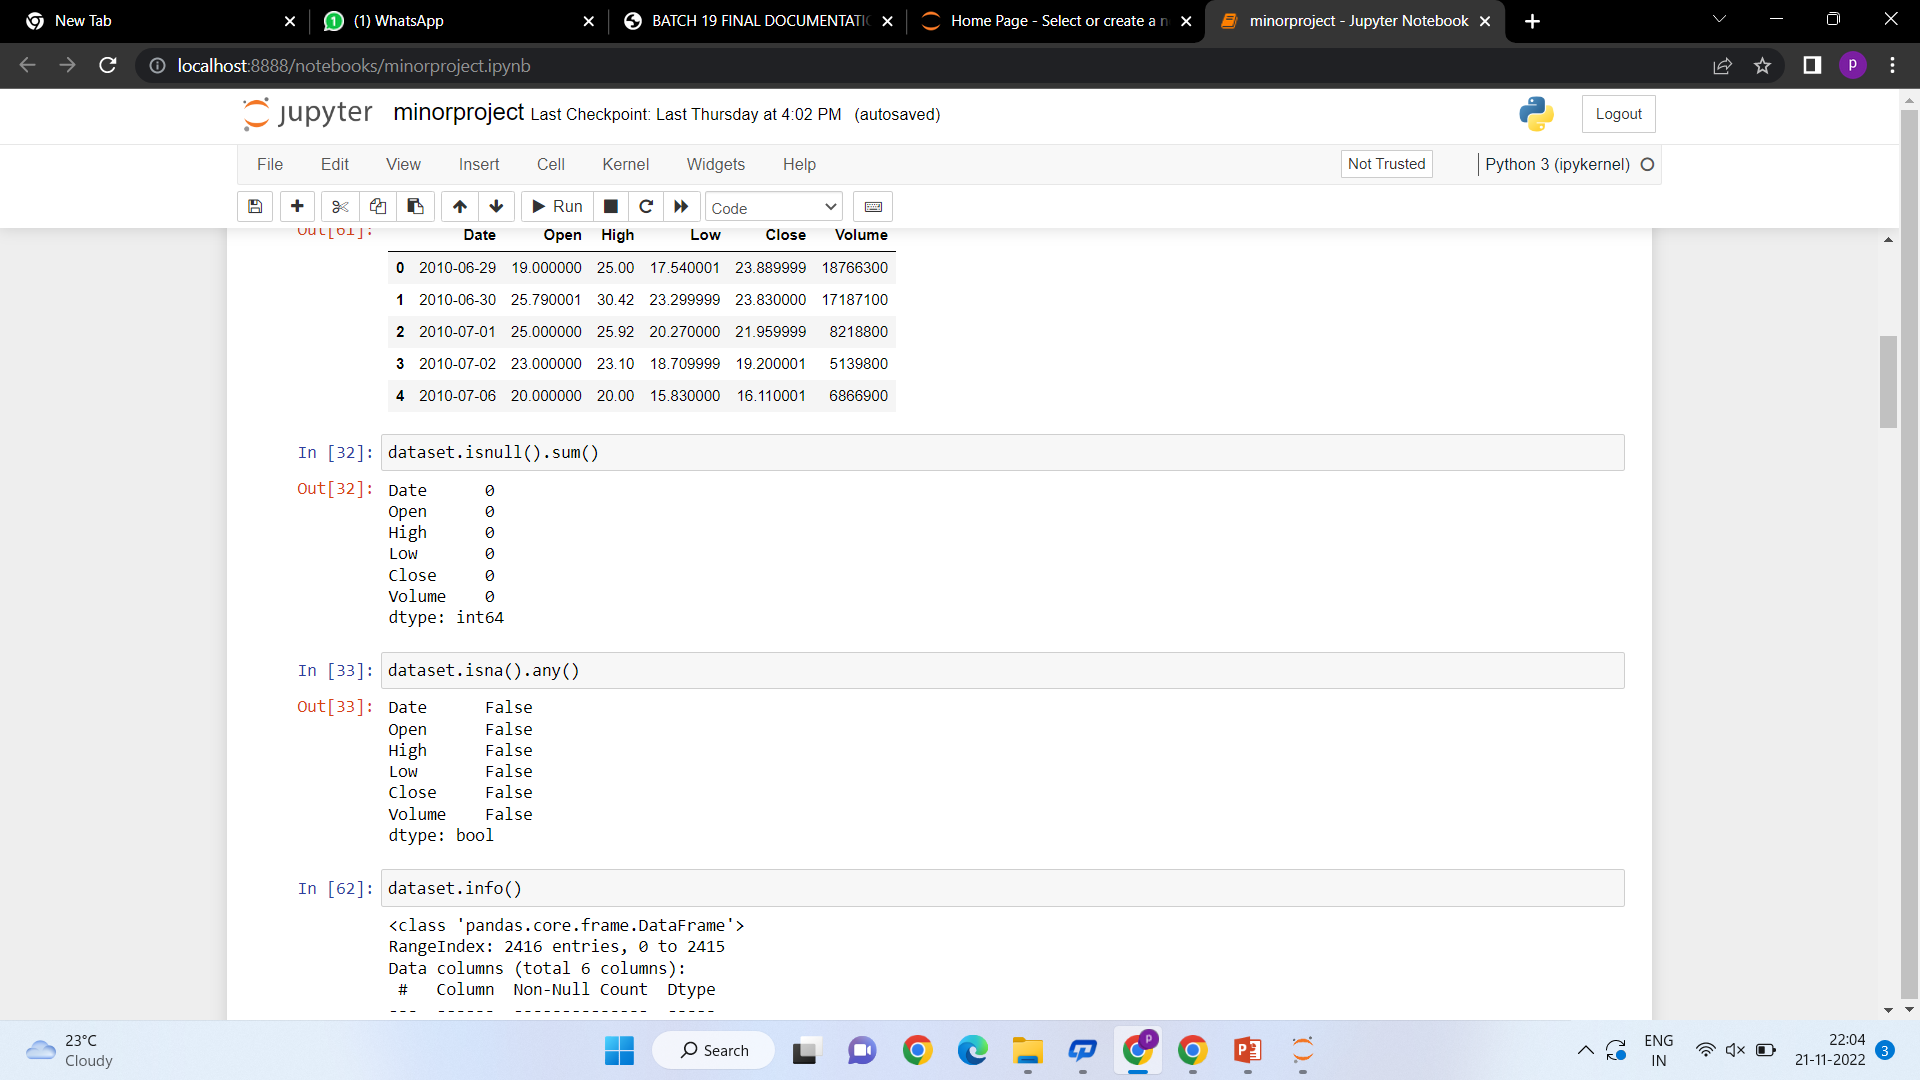 New Tab
(1) WhatsApp
BATCH 19 FINAL DOCUMENTATI
Home Page - Select or create a n
minorproject - Jupyter Notebook
localhost:8888/notebooks/minorproject.ipynb
P
jupyter minorproject Last Checkpoint: Last Thursday at 4:02 PM (autosaved)
Logout
File Edit View Insert Cell Kernel Widgets Help
Not Trusted
Python 3 (ipykernel)
Run
Code
Out[61]:
Date Open High Low Close Volume
0 2010-06-29 19.000000 25.00 17.540001 23.889999 18766300
1 2010-06-30 25.790001 30.42 23.299999 23.830000 17187100
2 2010-07-01 25.000000 25.92 20.270000 21.959999 8218800
3 2010-07-02 23.000000 23.10 18.709999 19.200001 5139800
4 2010-07-06 20.000000 20.00 15.830000 16.110001 6866900
In [32]: dataset.isnull().sum()
Out[32]: Date 0
Open 0
High 0
Low 0
Close 0
Volume 0
dtype: int64
In [33]: dataset.isna().any()
Out[33]: Date False
Open False
High False
Low False
Close False
Volume False
dtype: bool
In [62]: dataset.info()
<class 'pandas.core.frame.DataFrame'>
RangeIndex: 2416 entries, 0 to 2415
Data columns (total 6 columns):
# Column Non-Null Count Dtype
--- ------ -------------- -----
23°C
Cloudy
Search
P
ENG
IN
22:04
21-11-2022
3